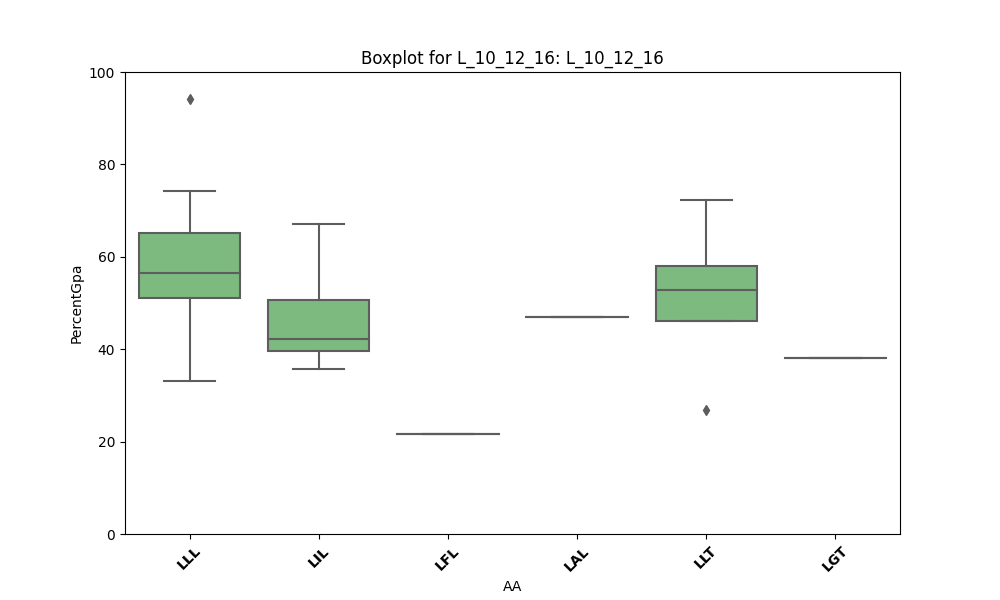 Boxplot for L_10_12_16: L_10_12_16
100
80
60
40
20
0
PercentGpa
LLL
LIL
LFL
LAL
LLT
LGT
AA